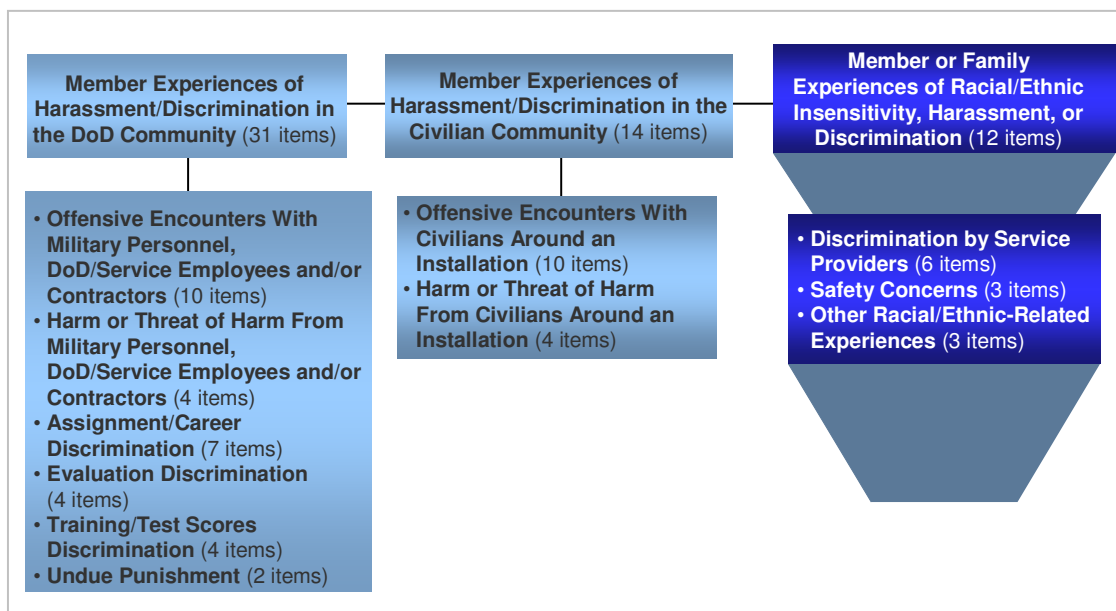 Member Experiences of
Harassment/Discrimination in
the DoD Community (31 items)
Member Experiences of
Harassment/Discrimination in the
Civilian Community (14 items)
Member or Family
Experiences of Racial/Ethnic
Insensitivity, Harassment, or
Discrimination (12 items)
• Offensive Encounters With
Military Personnel,
DoD/Service Employees and/or
Contractors (10 items)
• Harm or Threat of Harm From
Military Personnel,
DoD/Service Employees and/or
Contractors (4 items)
• Assignment/Career
Discrimination (7 items)
• Evaluation Discrimination
(4 items)
• Training/Test Scores
Discrimination (4 items)
• Undue Punishment (2 items)
• Offensive Encounters With
Civilians Around an
Installation (10 items)
• Harm or Threat of Harm
From Civilians Around an
Installation (4 items)
• Discrimination by Service
Providers (6 items)
• Safety Concerns (3 items)
• Other Racial/Ethnic-Related
Experiences (3 items)